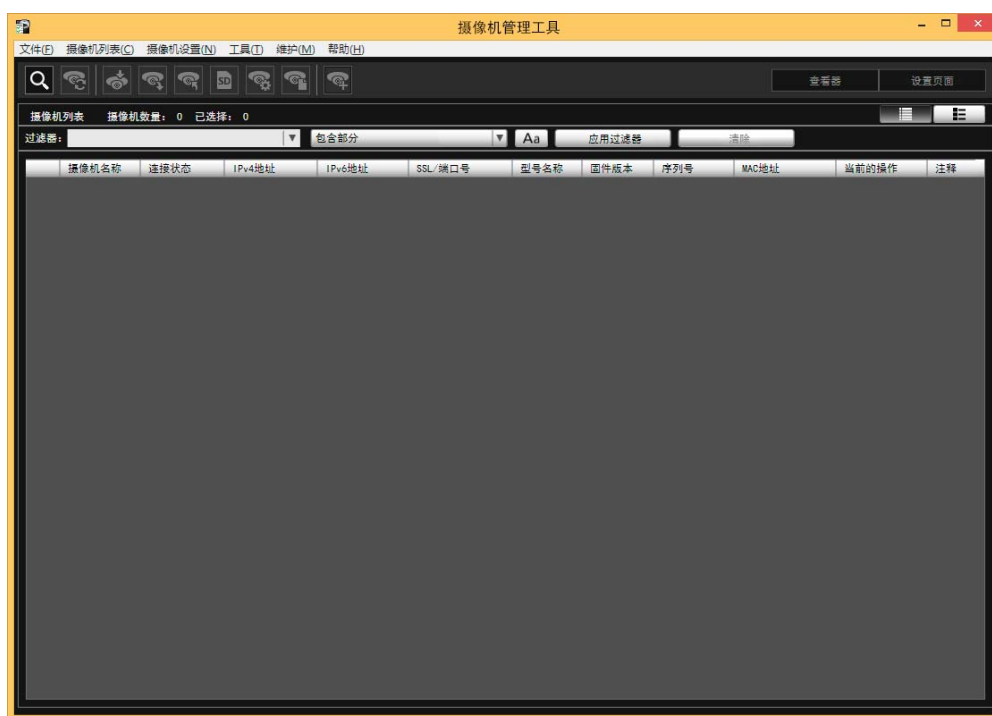 摄像机管理工具
文件(F) 摄像机列表(C) 摄像机设置(N) 工具(T) 维护(M) 帮助(H)
SD 查看器 设置页面
摄像机列表 摄像机数量: 0 已选择: 0
过滤器: 包含部分 Aa 应用过滤器 清除
摄像机名称 连接状态 IPv4地址 IPv6地址 SSL/端口号 型号名称 固件版本 序列号 MAC地址 当前的操作 注释